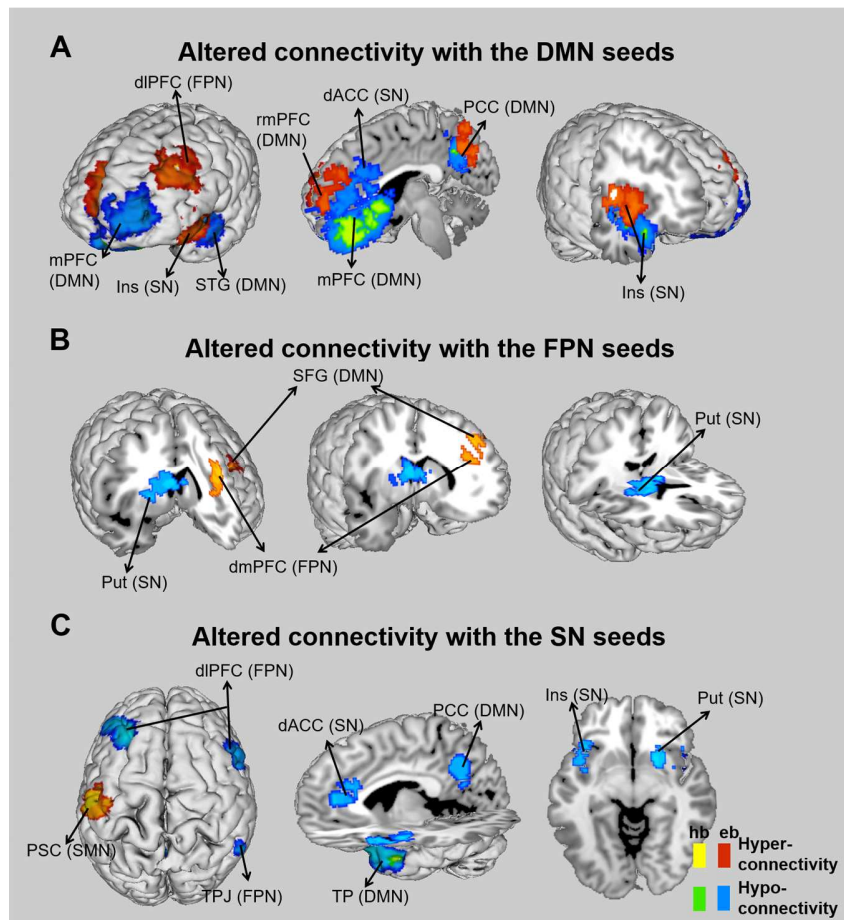 A
Altered connectivity with the DMN seeds
dlPFC (FPN)
rmPFC
(DMN)
dACC (SN)
PCC (DMN)
mPFC
(DMN)
Ins (SN)
STG (DMN)
mPFC (DMN)
Ins (SN)
B
Altered connectivity with the FPN seeds
SFG (DMN)
Put (SN)
Put (SN)
dmPFC (FPN)
C
Altered connectivity with the SN seeds
dlPFC (FPN)
dACC (SN)
PCC (DMN)
Ins (SN)
Put (SN)
PSC (SMN)
TPJ (FPN)
TP (DMN)
hb eb
Hyper-
connectivity
Hypo-
connectivity